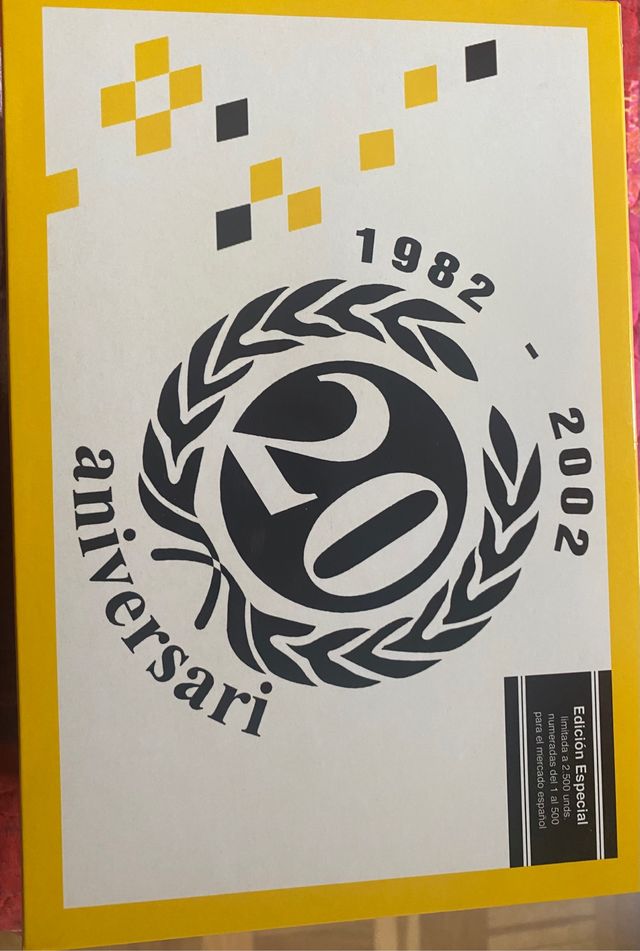 1982 - 2002
20
aniversari
Edición Especial
limitada a 2.500 unds.
numeradas del 1 al 500
para el mercado español